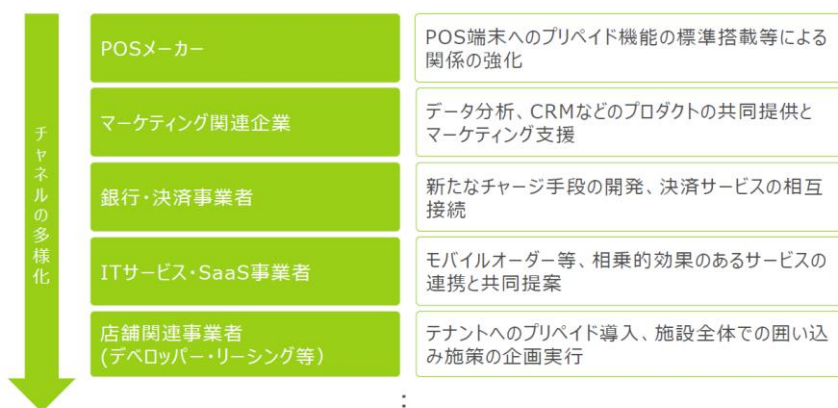 チャネルの多様化
POSメーカー
POS端末へのプリペイド機能の標準搭載等による
関係の強化
マーケティング関連企業
データ分析、CRMなどのプロダクトの共同提供と
マーケティング支援
銀行・決済事業者
新たなチャージ手段の開発、決済サービスの相互
接続
ITサービス・SaaS事業者
モバイルオーダー等、相乗的効果のあるサービスの
連携と共同提案
店舗関連事業者
(デベロッパー・リーシング等)
テナントへのプリペイド導入、施設全体での囲い込
み施策の企画実行
: